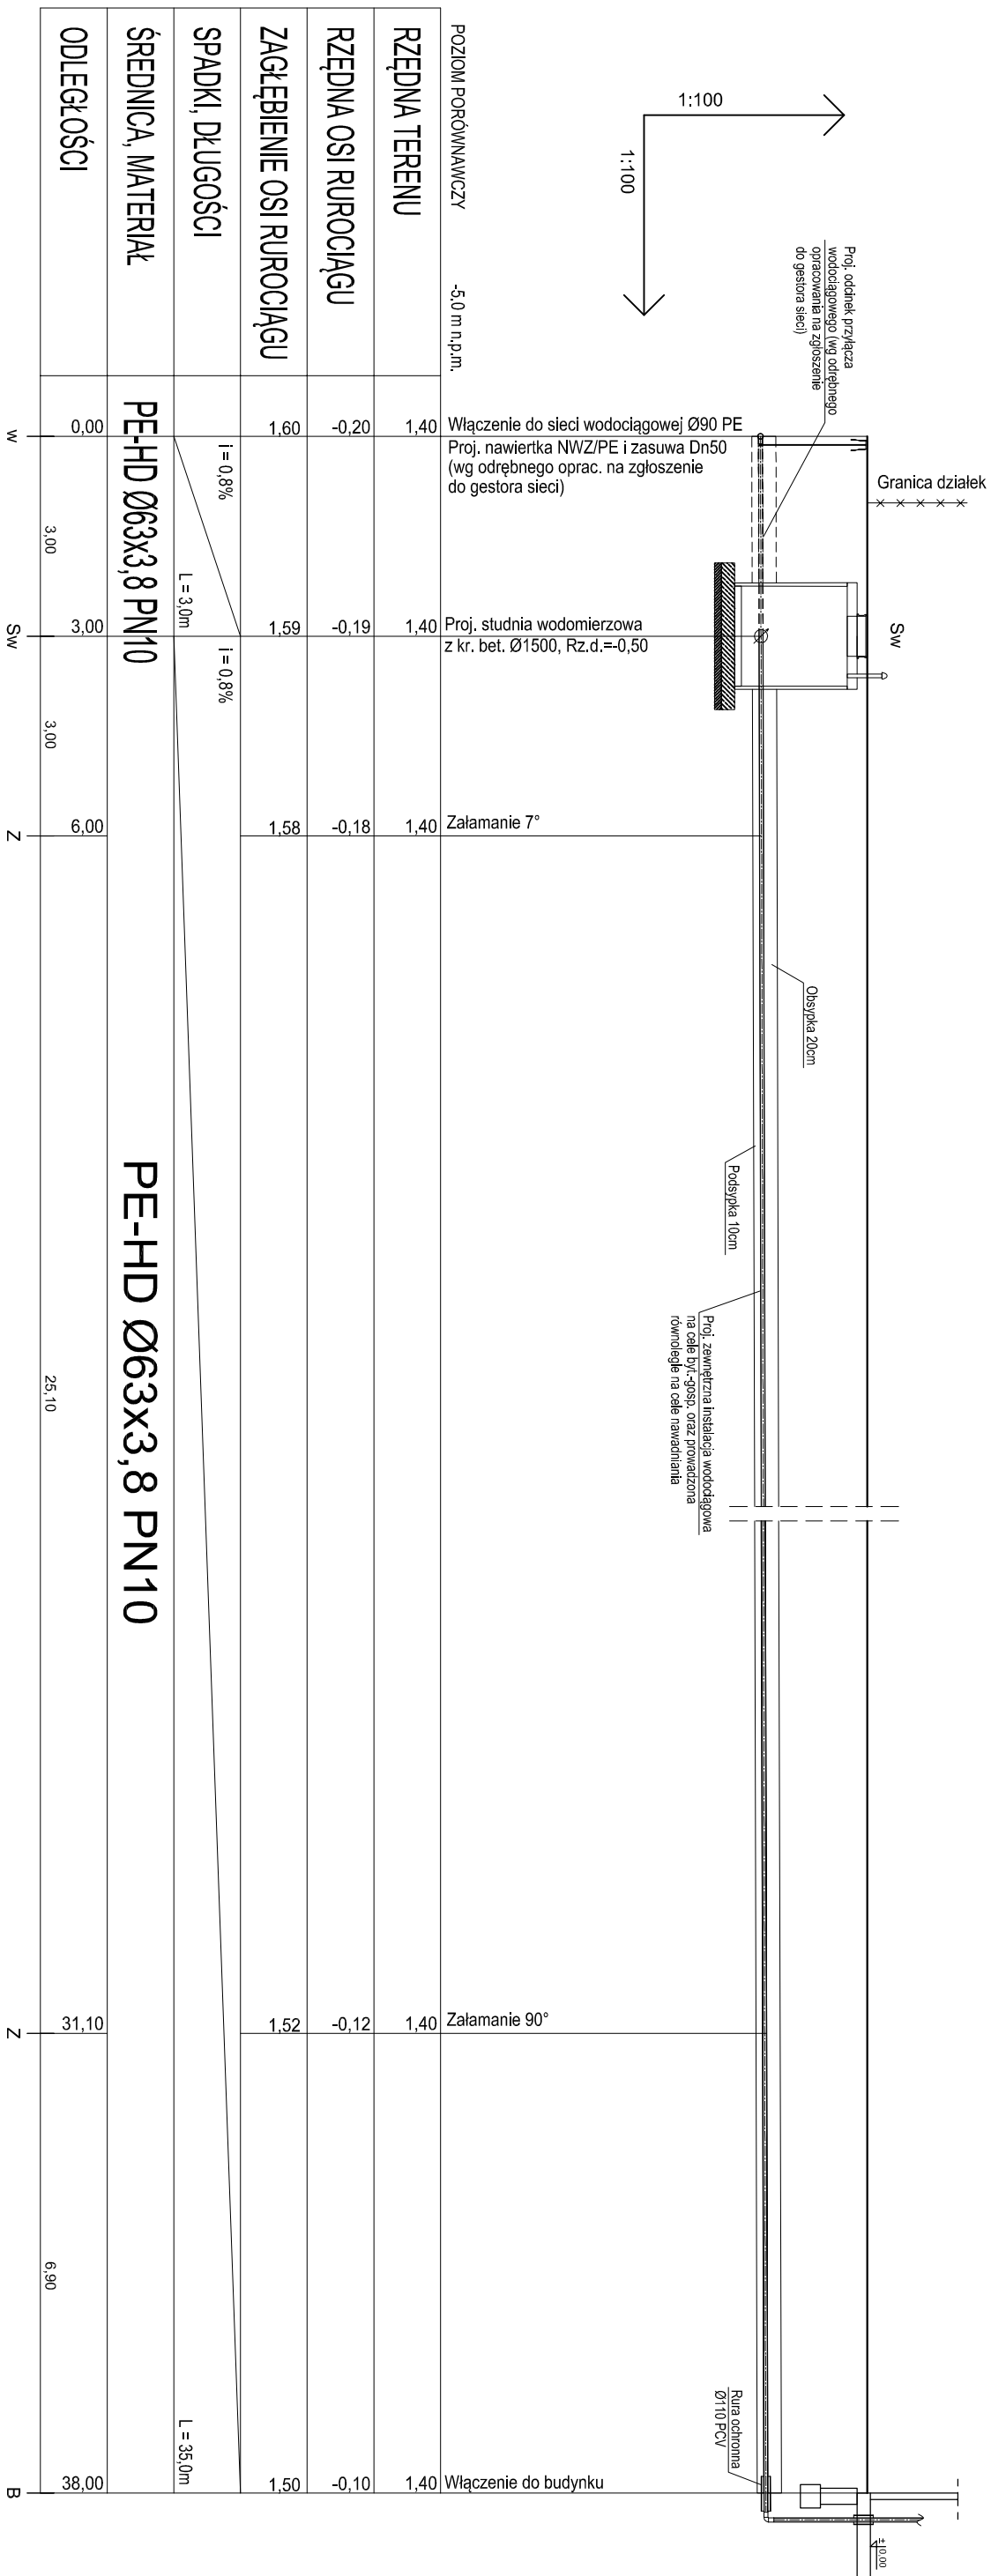 1:100
1:100
Proj. odcinek przyłącza
wodociągowego (wg odrębnego
opracowania na zgłoszenie
do gestora sieci)
Granica działek
Sw
Obsypka 20cm
Podsypka 10cm
Proj. zewnętrzna instalacja wodociągowa
na cele byt.-gosp. oraz prowadzona
równolegle na cele nawadniania
Rura ochronna
Ø110 PCV
Włączenie do sieci wodociągowej Ø90 PE
Proj. nawiertka NWZ/PE i zasuwa Dn50
(wg odrębnego oprac. na zgłoszenie
do gestora sieci)
Proj. studnia wodomierzowa
z kr. bet. Ø1500, Rz.d.=-0,50
Załamanie 7°
Załamanie 90°
Włączenie do budynku
POZIOM PORÓWNAWCZY -5,0 m n.p.m.
RZĘDNA TERENU 1,40 1,40 1,40 1,40 1,40
RZĘDNA OSI RUROCIĄGU -0,20 -0,19 -0,18 -0,12 -0,10
ZAGŁĘBIENIE OSI RUROCIĄGU 1,60 1,59 1,58 1,52 1,50
SPADKI, DŁUGOŚCI i = 0,8% L = 3,0m i = 0,8% L = 35,0m
ŚREDNICA, MATERIAŁ PE-HD Ø63x3,8 PN10 PE-HD Ø63x3,8 PN10
ODLEGŁOŚCI 0,00 3,00 3,00 3,00 6,00 25,10 31,10 6,90 38,00
w Sw Z Z B